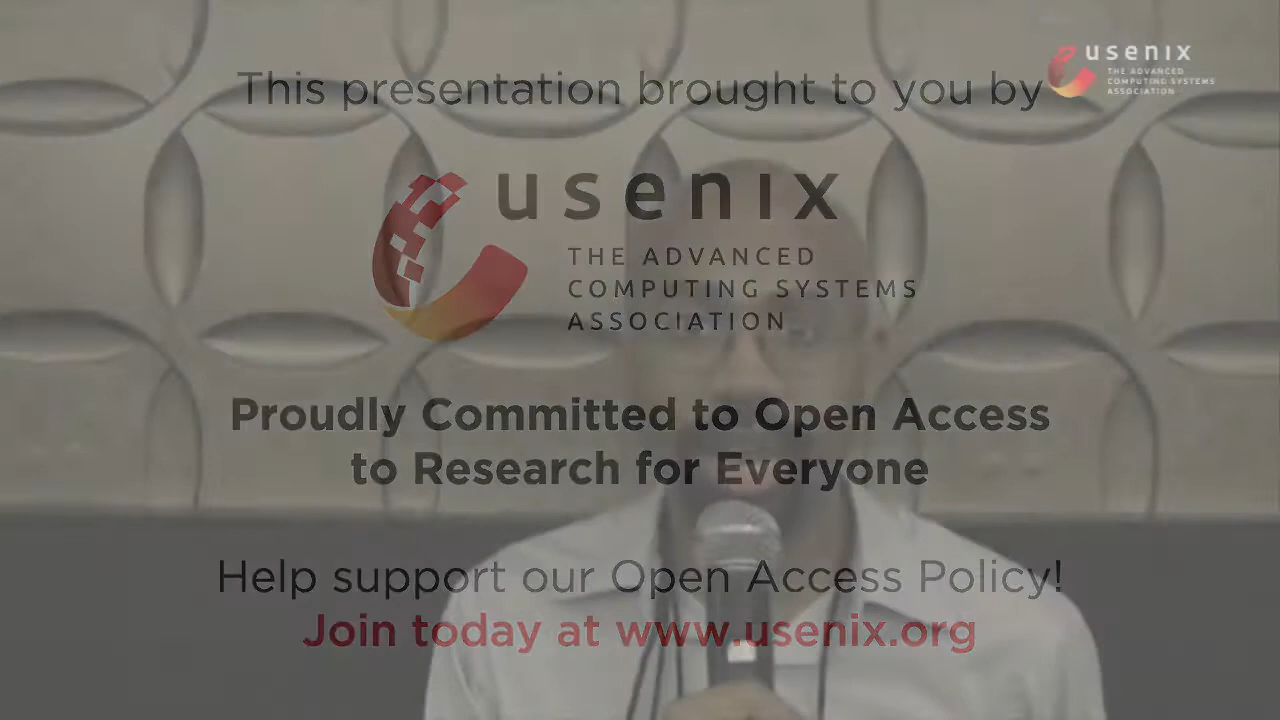 usenix
THE ADVANCED
COMPUTING SYSTEMS
ASSOCIATION
This presentation brought to you by
usenix
THE ADVANCED
COMPUTING SYSTEMS
ASSOCIATION
Proudly Committed to Open Access
to Research for Everyone
Help support our Open Access Policy!
Join today at www.usenix.org